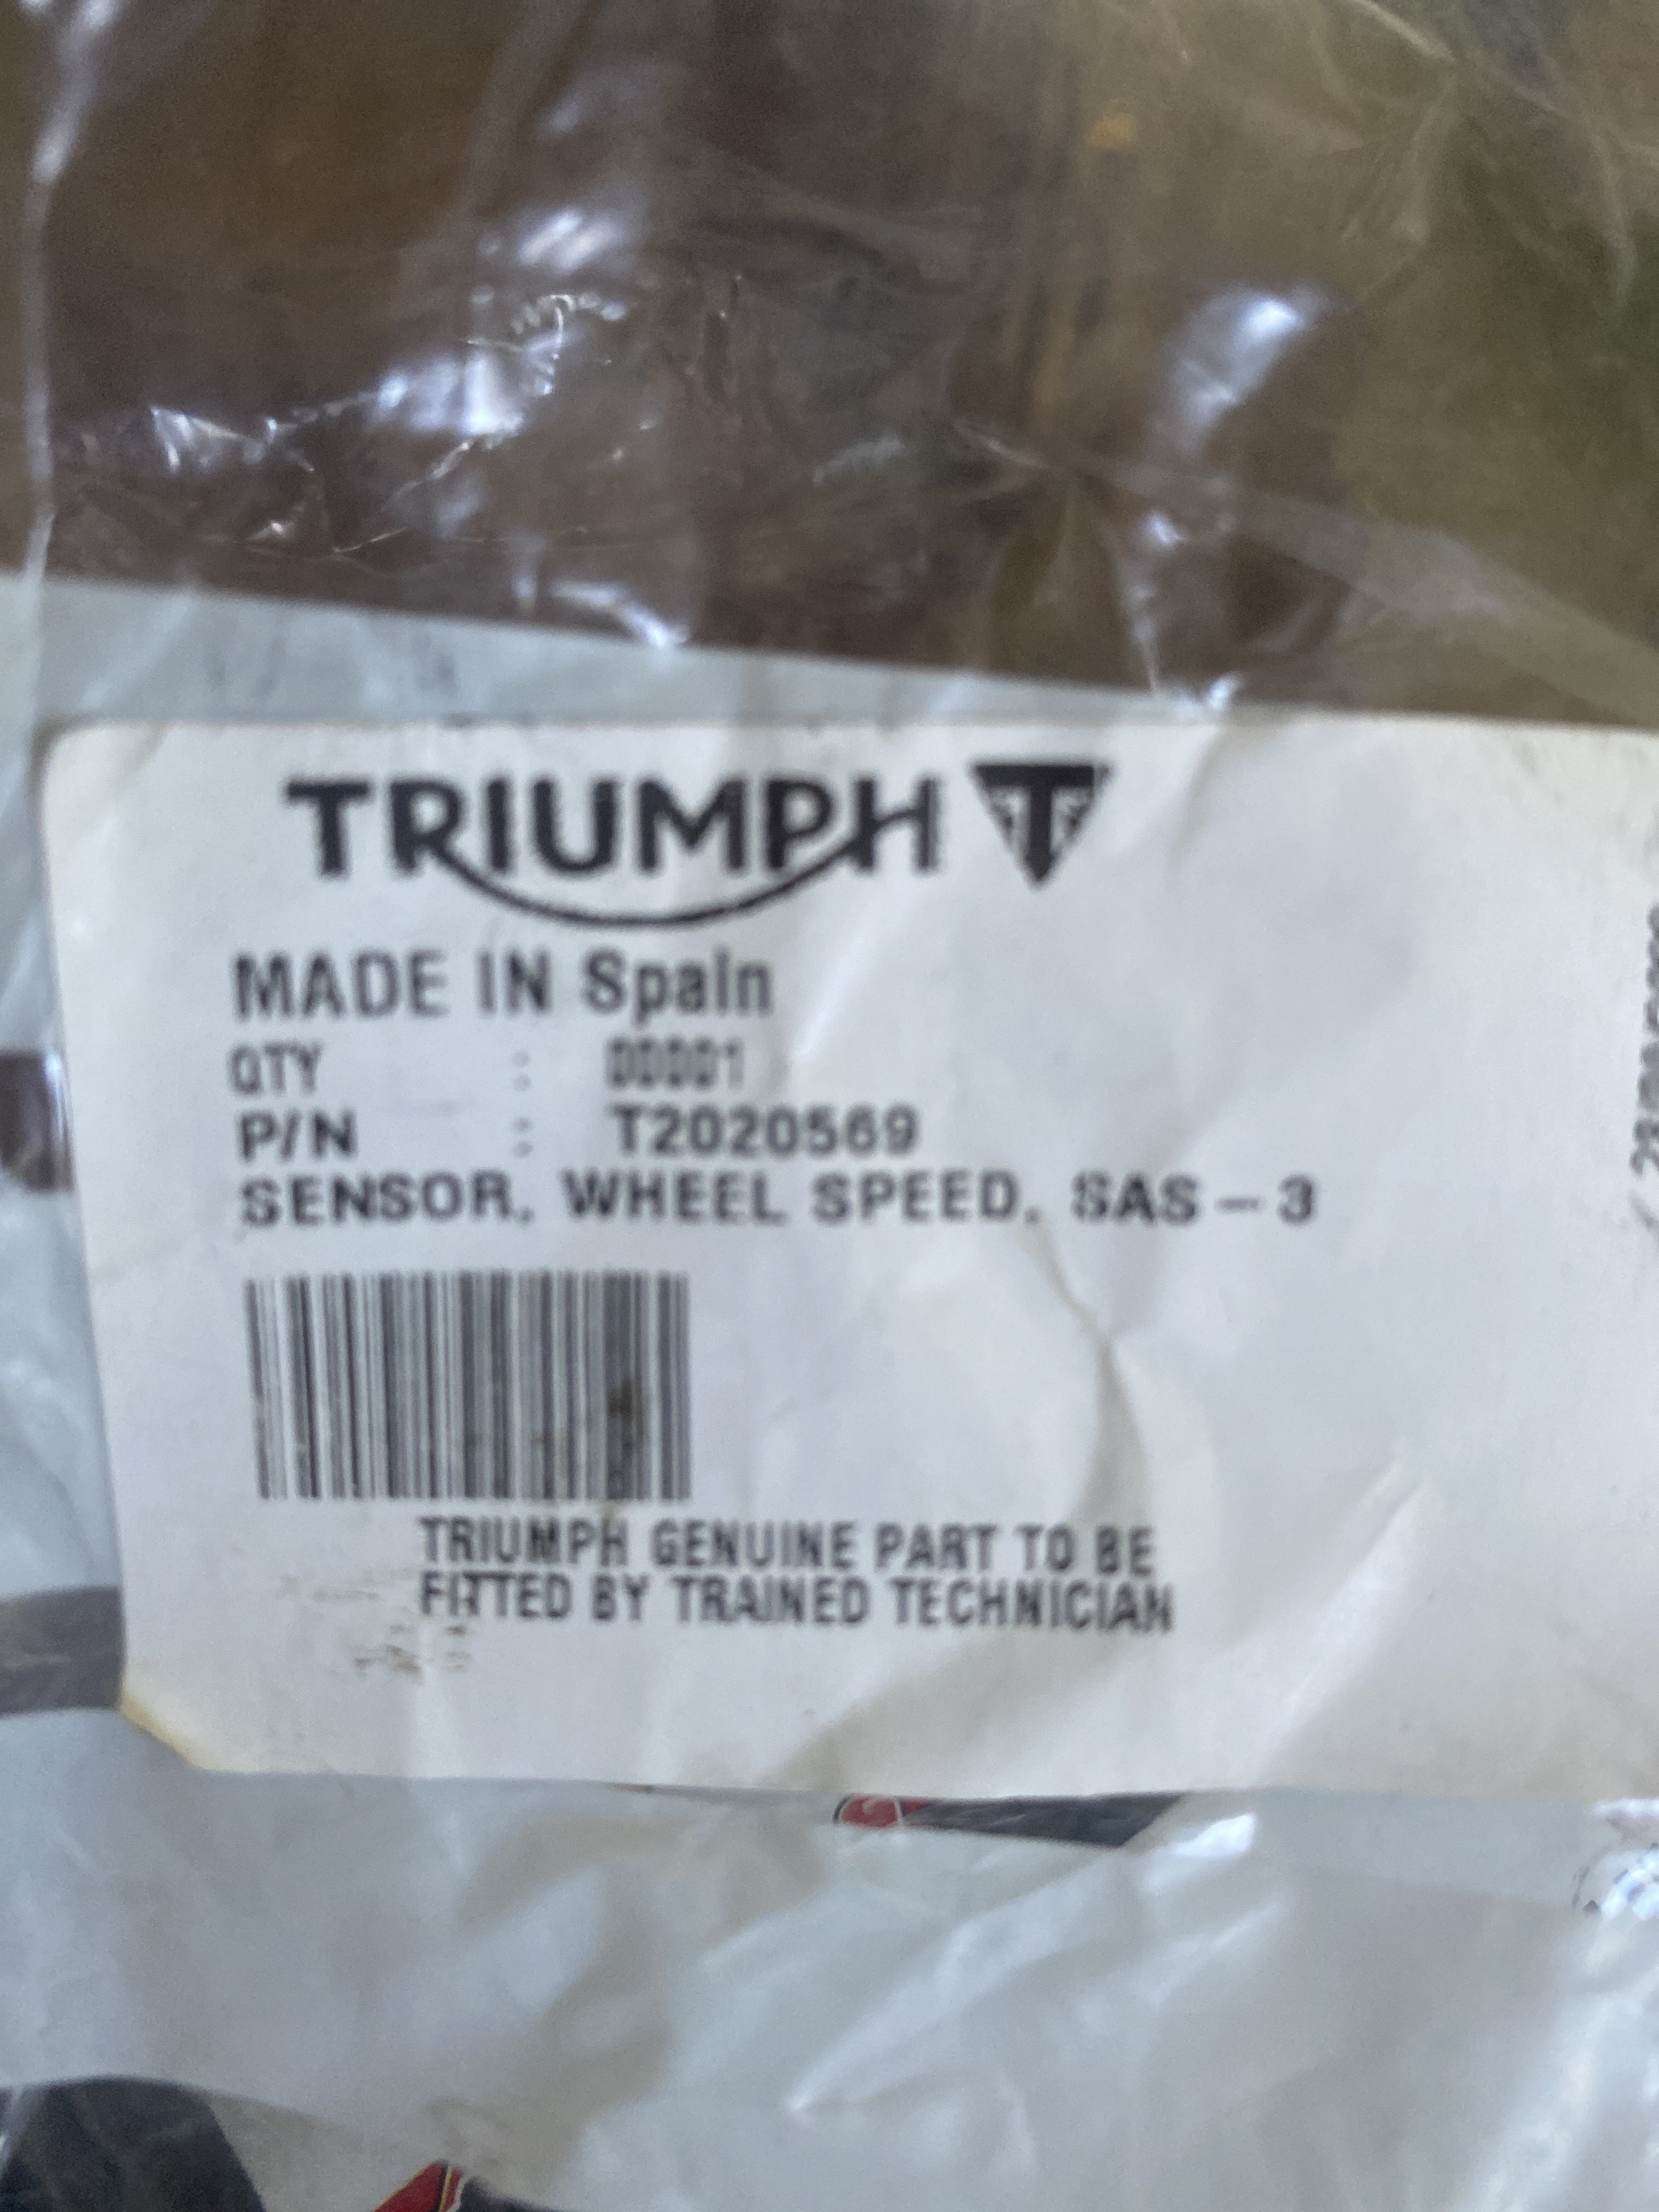 TRIUMPH
MADE IN Spain
QTY : 00001
P/N : T2020569
SENSOR, WHEEL SPEED, SAS - 3
TRIUMPH GENUINE PART TO BE
FITTED BY TRAINED TECHNICIAN